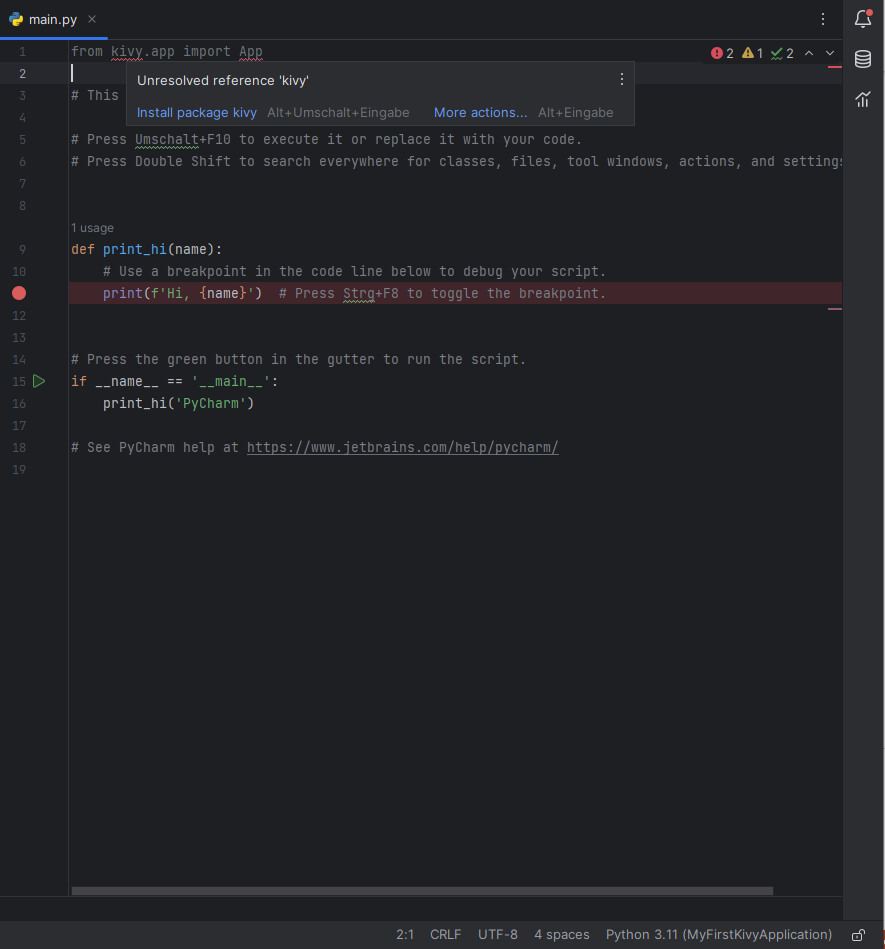 main.py
1 from kivy.app import App 2 1 2
2
Unresolved reference 'kivy'
3 # This
Install package kivy Alt+Umschalt+Eingabe More actions... Alt+Eingabe
4
5 # Press Umschalt+F10 to execute it or replace it with your code.
6 # Press Double Shift to search everywhere for classes, files, tool windows, actions, and settings
7
8
1 usage
9 def print_hi(name):
10 # Use a breakpoint in the code line below to debug your script.
print(f'Hi, {name}') # Press Strg+F8 to toggle the breakpoint.
12
13
14 # Press the green button in the gutter to run the script.
15 if __name__ == '__main__':
16 print_hi('PyCharm')
17
18 # See PyCharm help at https://www.jetbrains.com/help/pycharm/
19
2:1 CRLF UTF-8 4 spaces Python 3.11 (MyFirstKivyApplication)